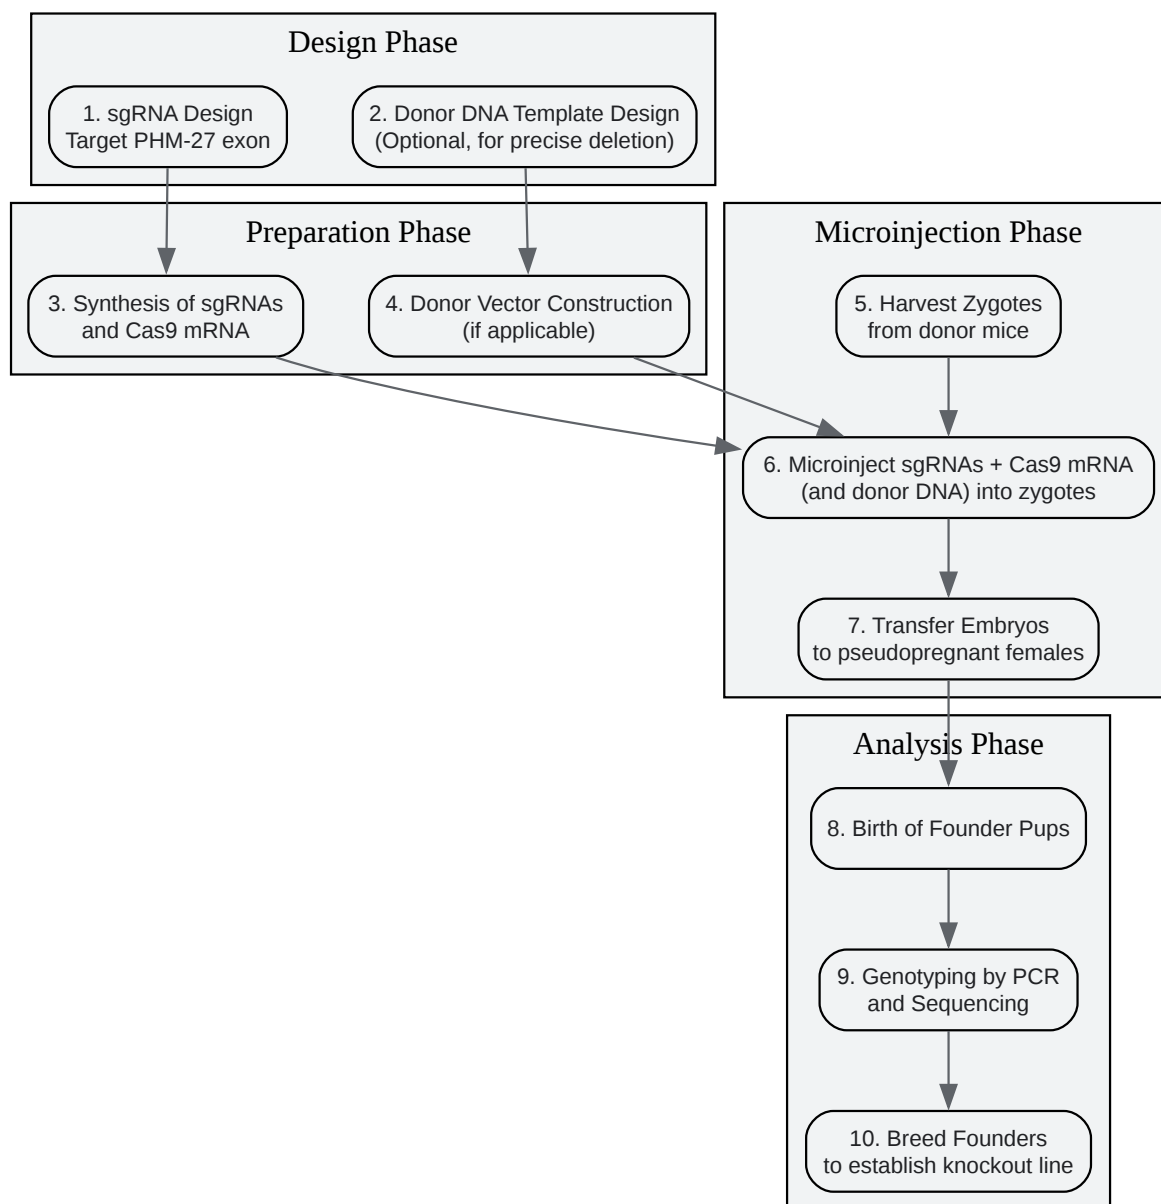 Design Phase
1. sgRNA Design
Target PHM-27 exon
2. Donor DNA Template Design
(Optional, for precise deletion)
Preparation Phase
3. Synthesis of sgRNAs
and Cas9 mRNA
4. Donor Vector Construction
(if applicable)
Microinjection Phase
5. Harvest Zygotes
from donor mice
6. Microinject sgRNAs + Cas9 mRNA
(and donor DNA) into zygotes
7. Transfer Embryos
to pseudopregnant females
Analysis Phase
8. Birth of Founder Pups
9. Genotyping by PCR
and Sequencing
10. Breed Founders
to establish knockout line